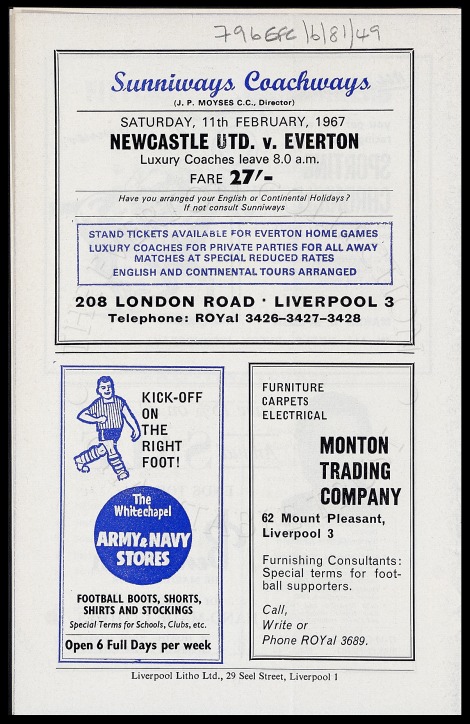 796EFC/6/81/49
Sunniways Coachways
(J. P. MOYSES C.C., Director)
SATURDAY, 11th FEBRUARY, 1967
NEWCASTLE UTD. v. EVERTON
Luxury Coaches leave 8.0 a.m.
FARE 27/-
Have you arranged your English or Continental Holidays?
If not consult Sunniways
STAND TICKETS AVAILABLE FOR EVERTON HOME GAMES
LUXURY COACHES FOR PRIVATE PARTIES FOR ALL AWAY
MATCHES AT SPECIAL REDUCED RATES
ENGLISH AND CONTINENTAL TOURS ARRANGED
208 LONDON ROAD · LIVERPOOL 3
Telephone: ROYal 3426–3427–3428
KICK-OFF
ON
THE
RIGHT
FOOT!
The
Whitechapel
ARMY & NAVY
STORES
FOOTBALL BOOTS, SHORTS,
SHIRTS AND STOCKINGS
Special Terms for Schools, Clubs, etc.
Open 6 Full Days per week
FURNITURE
CARPETS
ELECTRICAL
MONTON
TRADING
COMPANY
62 Mount Pleasant,
Liverpool 3
Furnishing Consultants:
Special terms for foot-
ball supporters.
Call,
Write or
Phone ROYal 3689.
Liverpool Litho Ltd., 29 Seel Street, Liverpool 1